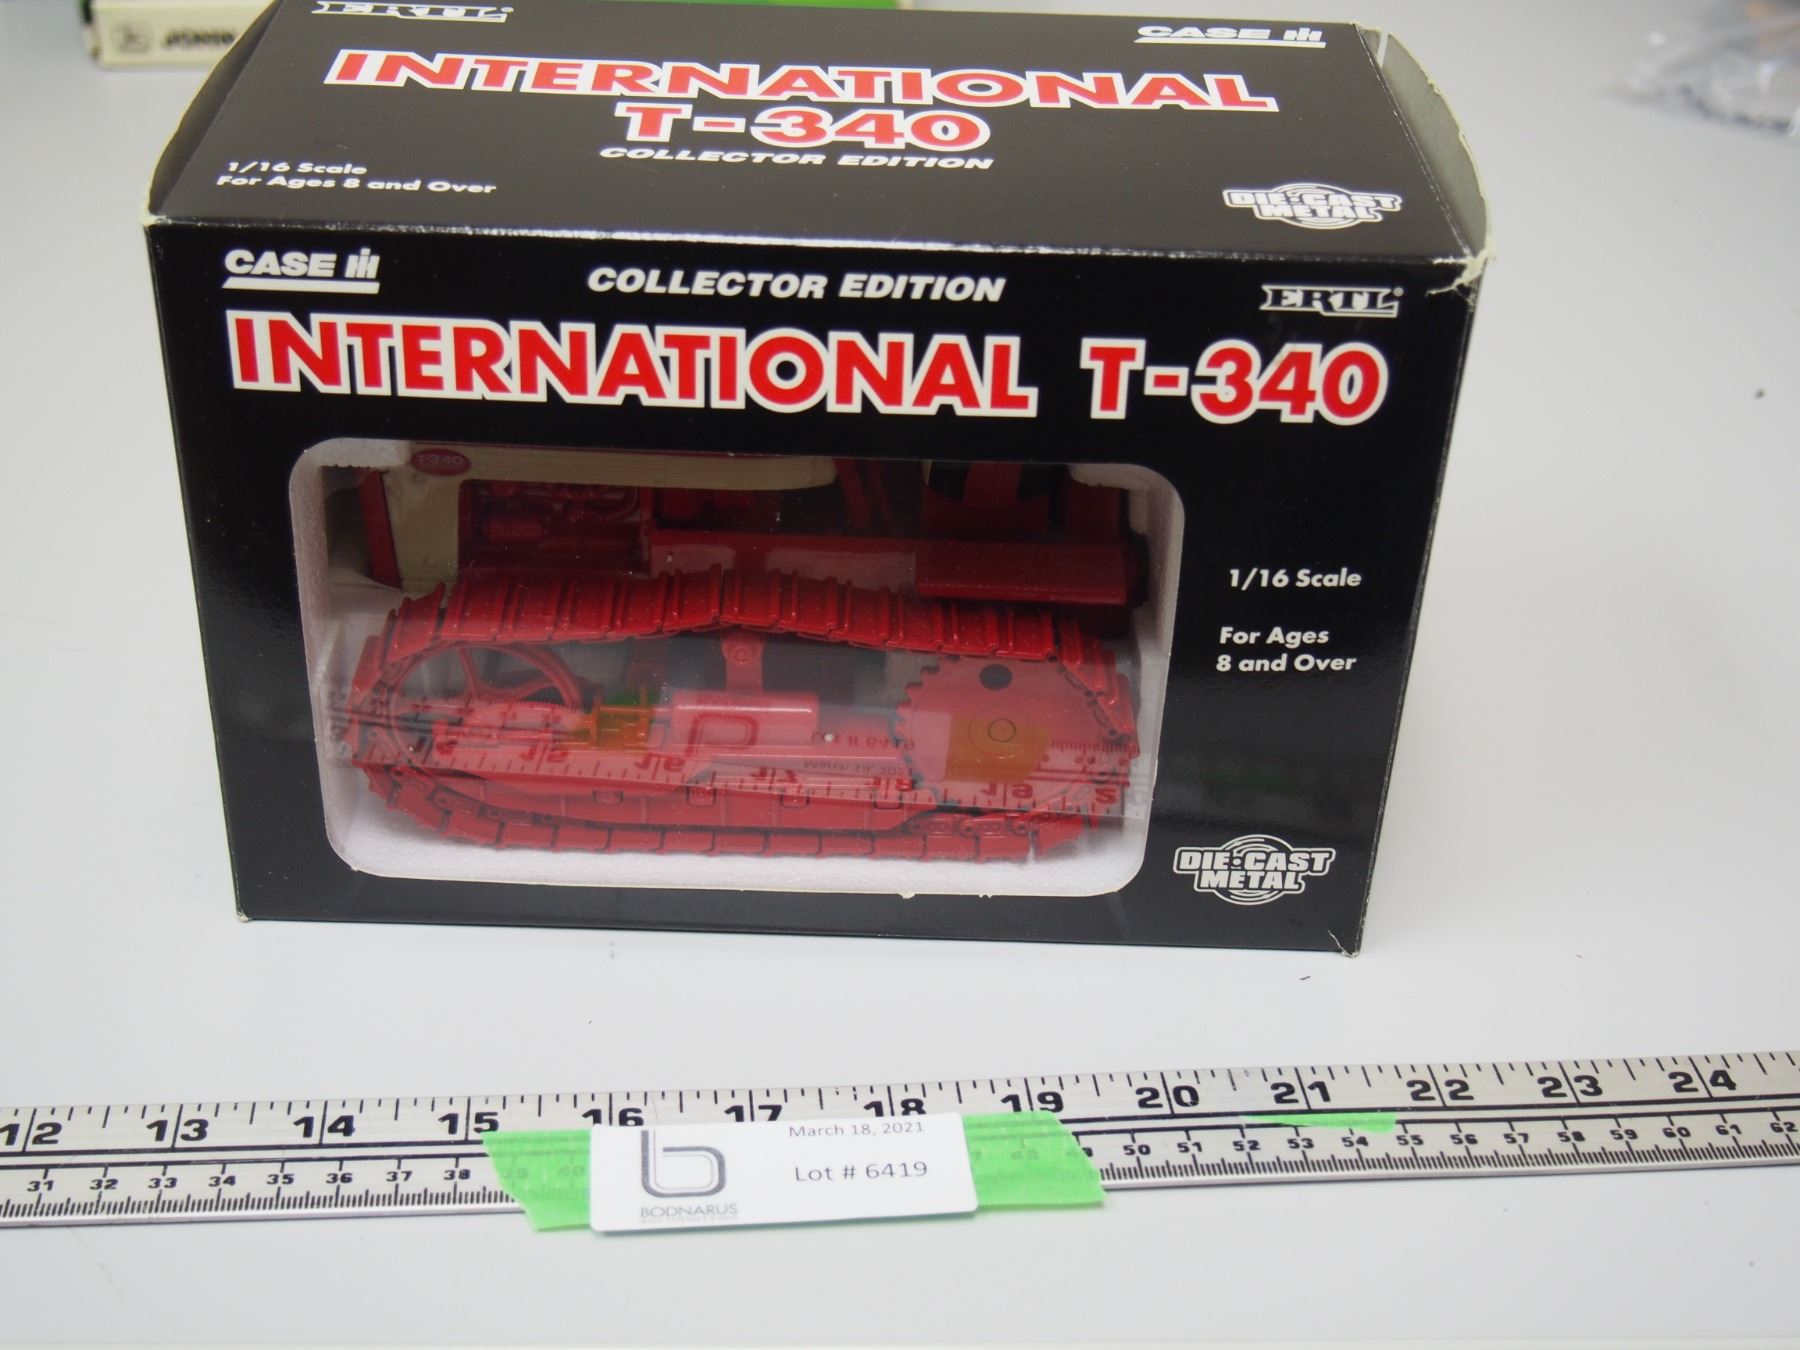 ERTL
CASE IH
INTERNATIONAL
T-340
COLLECTOR EDITION
1/16 Scale
For Ages 8 and Over
DIE·CAST
METAL
CASE IH
COLLECTOR EDITION
ERTL
INTERNATIONAL T-340
T-340
1/16 Scale
For Ages
8 and Over
DIE·CAST
METAL
12 13 14 15 16 17 18 19 20 21 22 23 24
31 32 33 34 35 36 37 38 39 40 48 49 50 51 52 53 54 55 56 57 58 59 60 61 62
March 18, 2021
Lot # 6419
b
BODNARUS